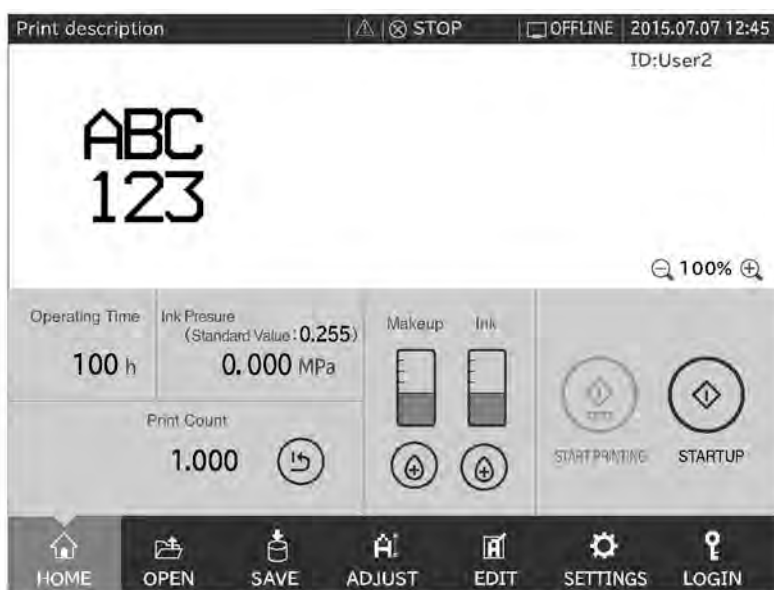 Print description STOP OFFLINE 2015.07.07 12:45
ID:User2
ABC
123
100%
Operating Time
100 h
Ink Presure
(Standard Value:0.255)
0.000 MPa
Makeup Ink
Print Count
1.000
START PRINTING STARTUP
HOME OPEN SAVE ADJUST EDIT SETTINGS LOGIN